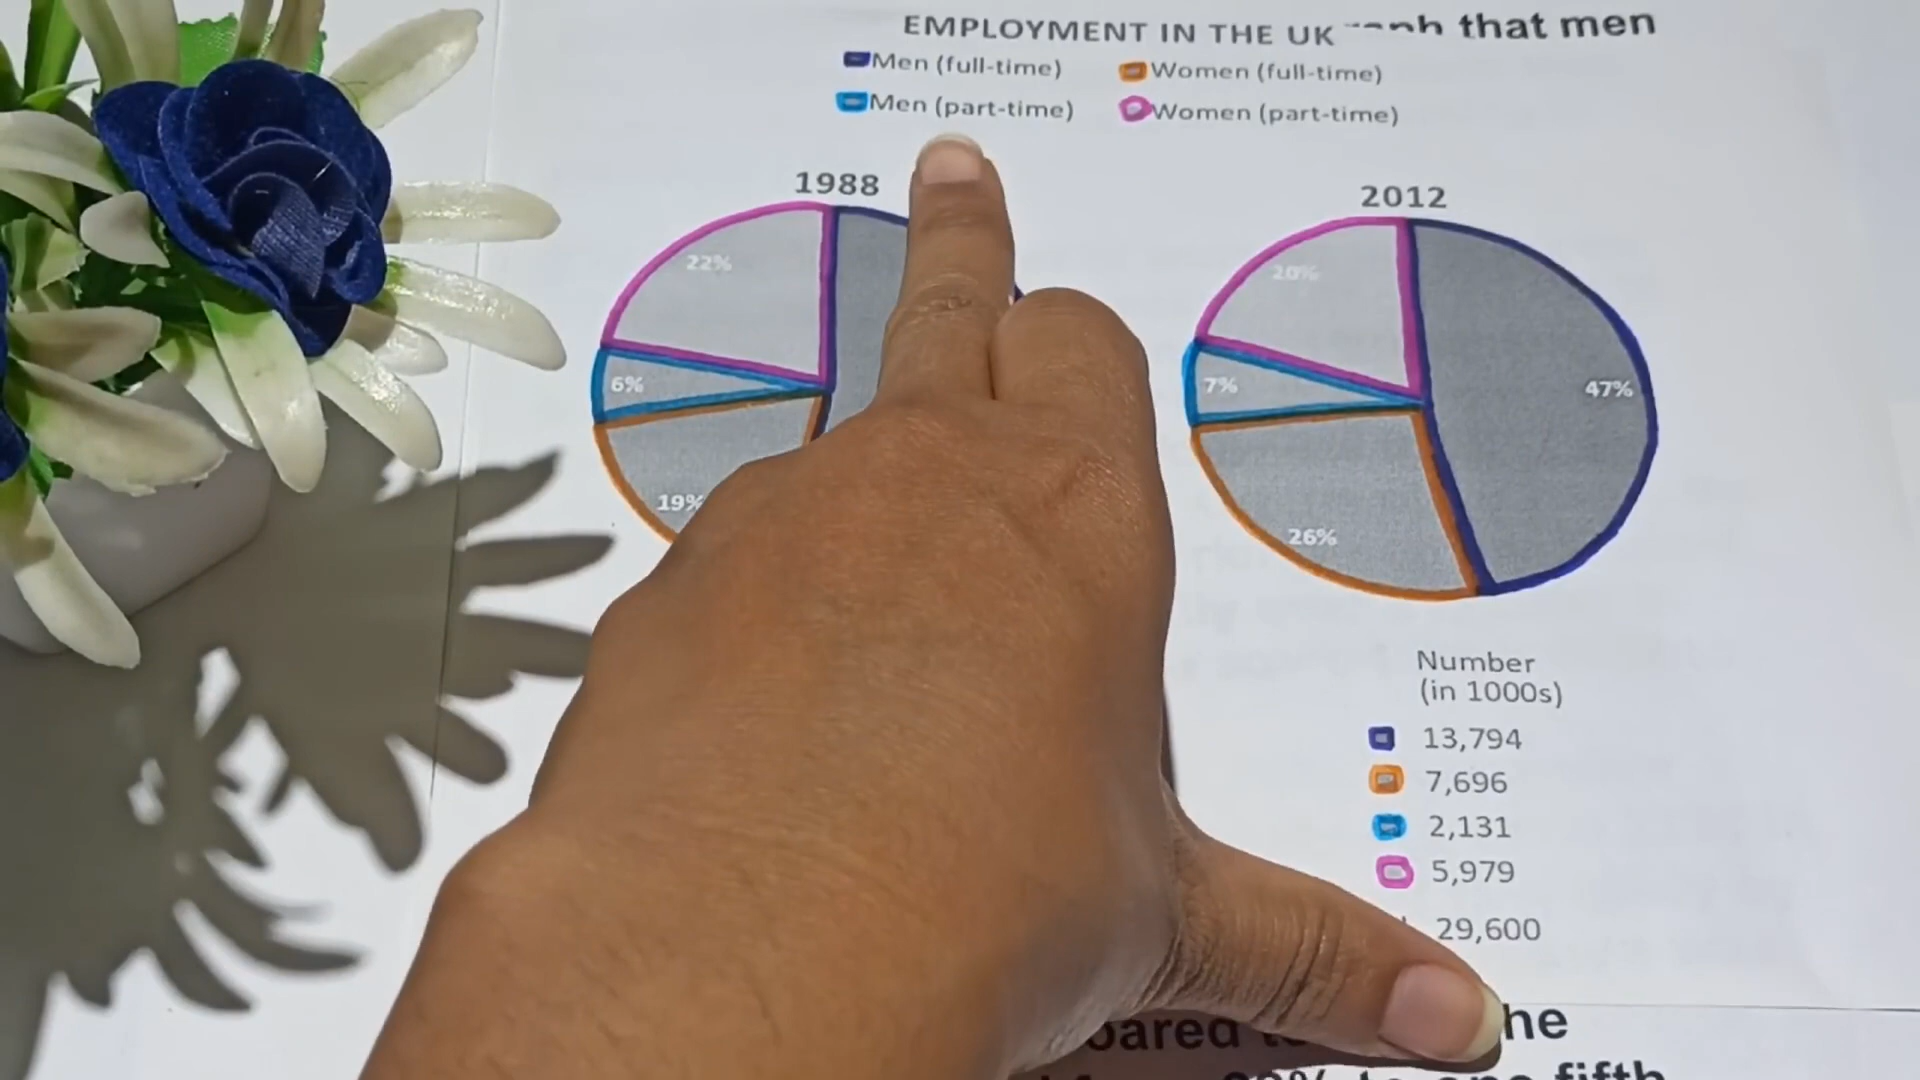 EMPLOYMENT IN THE UK that men
Men (full-time) Women (full-time)
Men (part-time) Women (part-time)
1988 2012
22%
6%
19%
20%
7%
47%
26%
Number
(in 1000s)
13,794
7,696
2,131
5,979
29,600